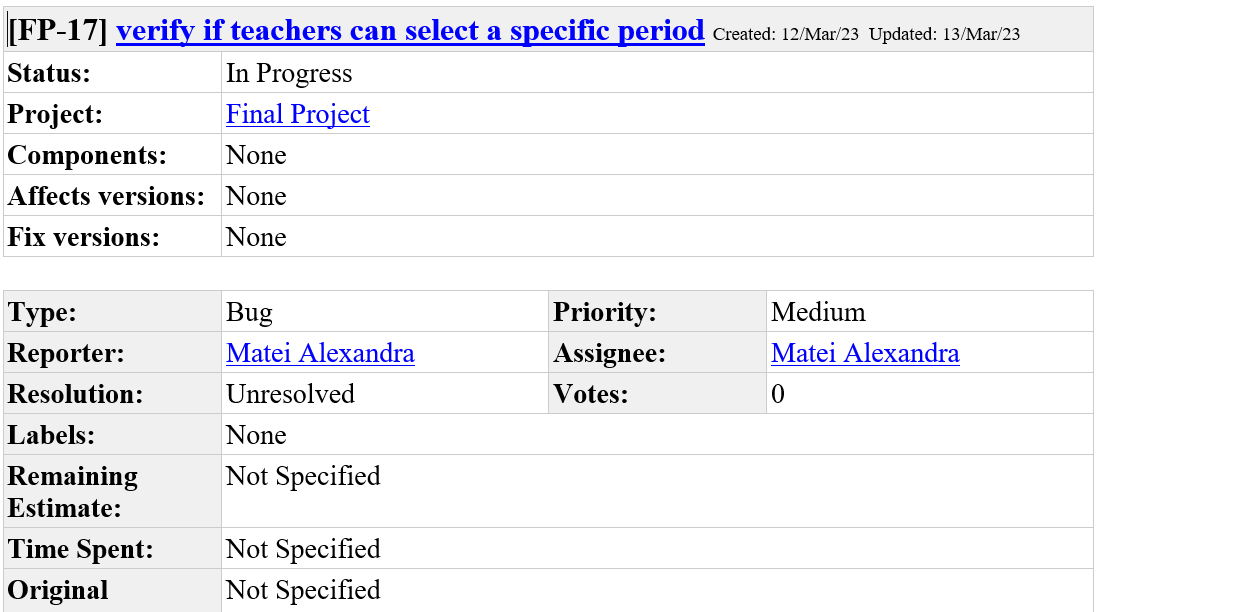 [FP-17] verify if teachers can select a specific period Created: 12/Mar/23 Updated: 13/Mar/23
Status: In Progress
Project: Final Project
Components: None
Affects versions: None
Fix versions: None
Type: Bug Priority: Medium
Reporter: Matei Alexandra Assignee: Matei Alexandra
Resolution: Unresolved Votes: 0
Labels: None
Remaining Not Specified
Estimate:
Time Spent: Not Specified
Original Not Specified